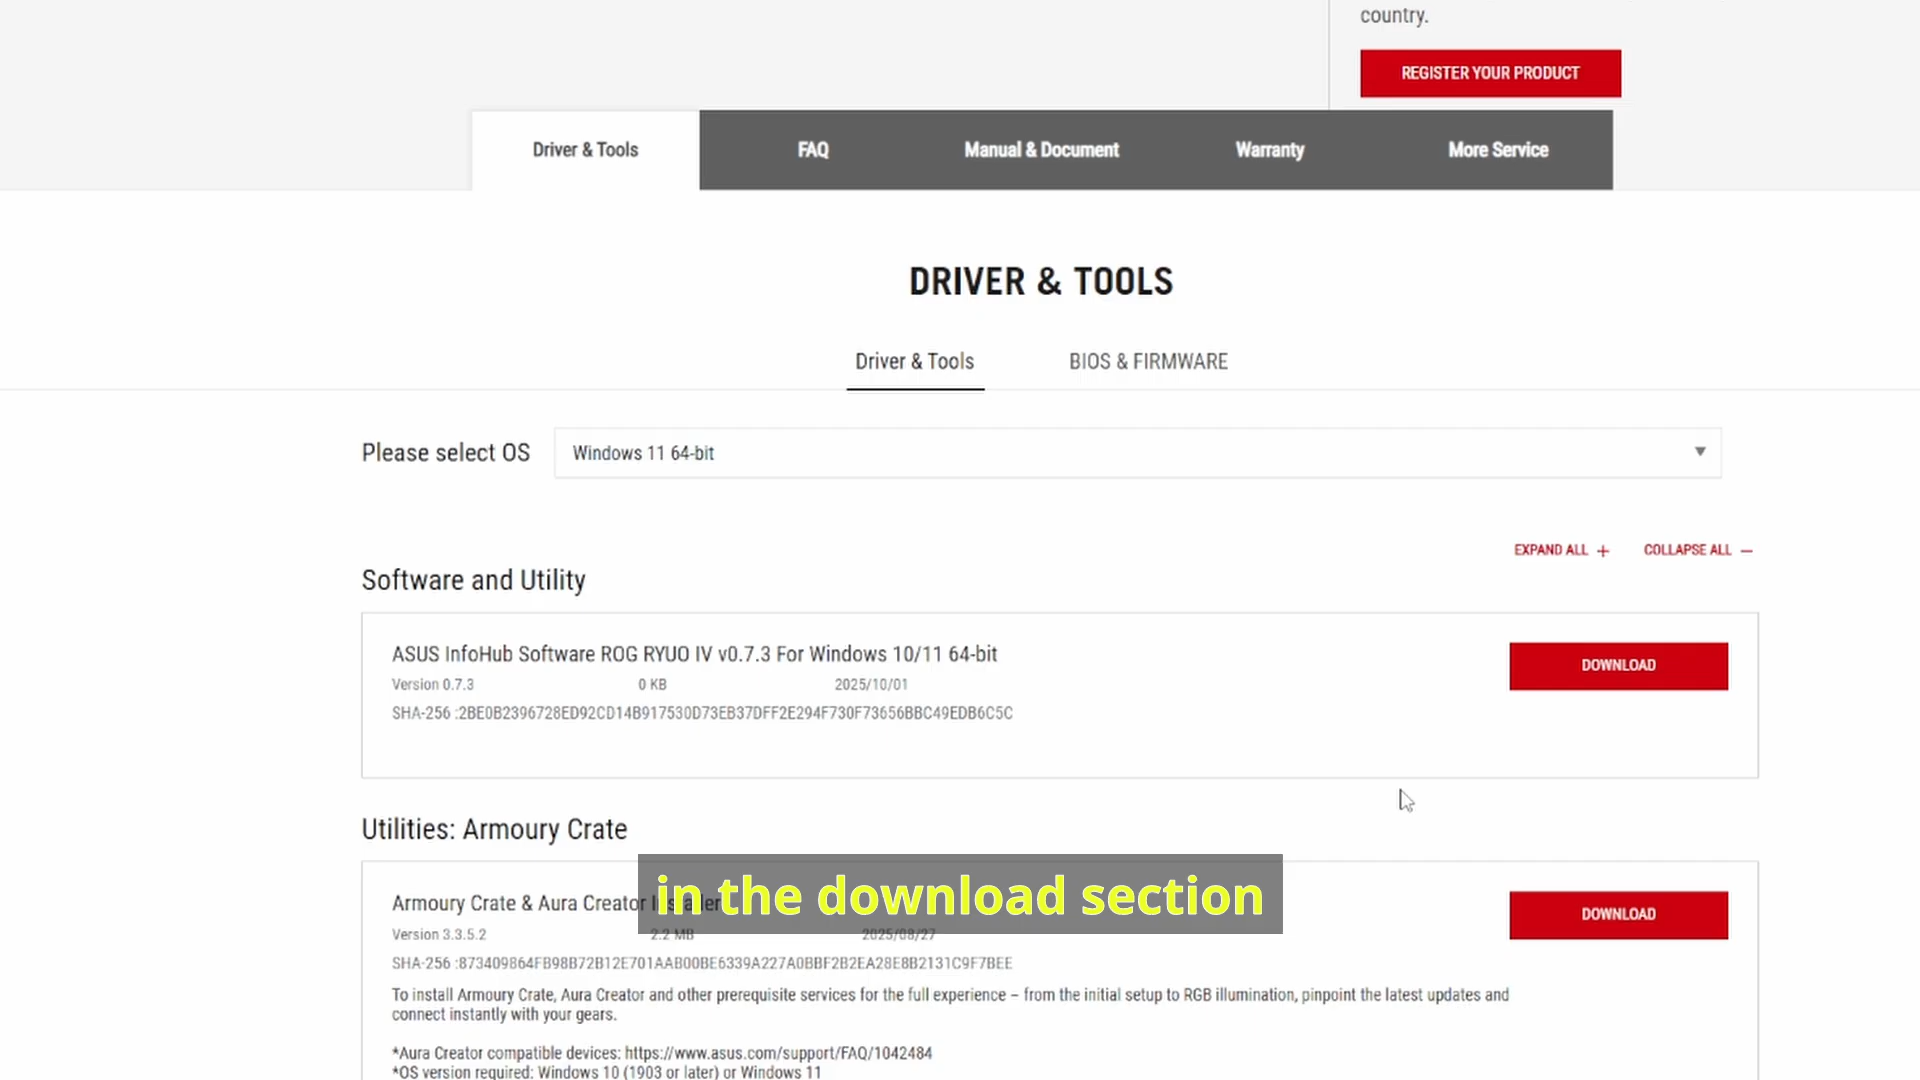 country.
REGISTER YOUR PRODUCT
Driver & Tools FAQ Manual & Document Warranty More Service
DRIVER & TOOLS
Driver & Tools BIOS & FIRMWARE
Please select OS Windows 11 64-bit
EXPAND ALL + COLLAPSE ALL −
Software and Utility
ASUS InfoHub Software ROG RYUO IV v0.7.3 For Windows 10/11 64-bit
DOWNLOAD
Version 0.7.3 0 KB 2025/10/01
SHA-256 :2BE0B2396728ED92CD14B917530D73EB37DFF2E294F730F73656BBC49EDB6C5C
Utilities: Armoury Crate
Armoury Crate & Aura Creator Installer
in the download section
DOWNLOAD
Version 3.3.5.2 2.2 MB 2025/08/27
SHA-256 :873409864FB98B72B12E701AAB00BE6339A227A0BBF2B2EA28E8B2131C9F7BEE
To install Armoury Crate, Aura Creator and other prerequisite services for the full experience – from the initial setup to RGB illumination, pinpoint the latest updates and
connect instantly with your gears.
*Aura Creator compatible devices: https://www.asus.com/support/FAQ/1042484
*OS version required: Windows 10 (1903 or later) or Windows 11